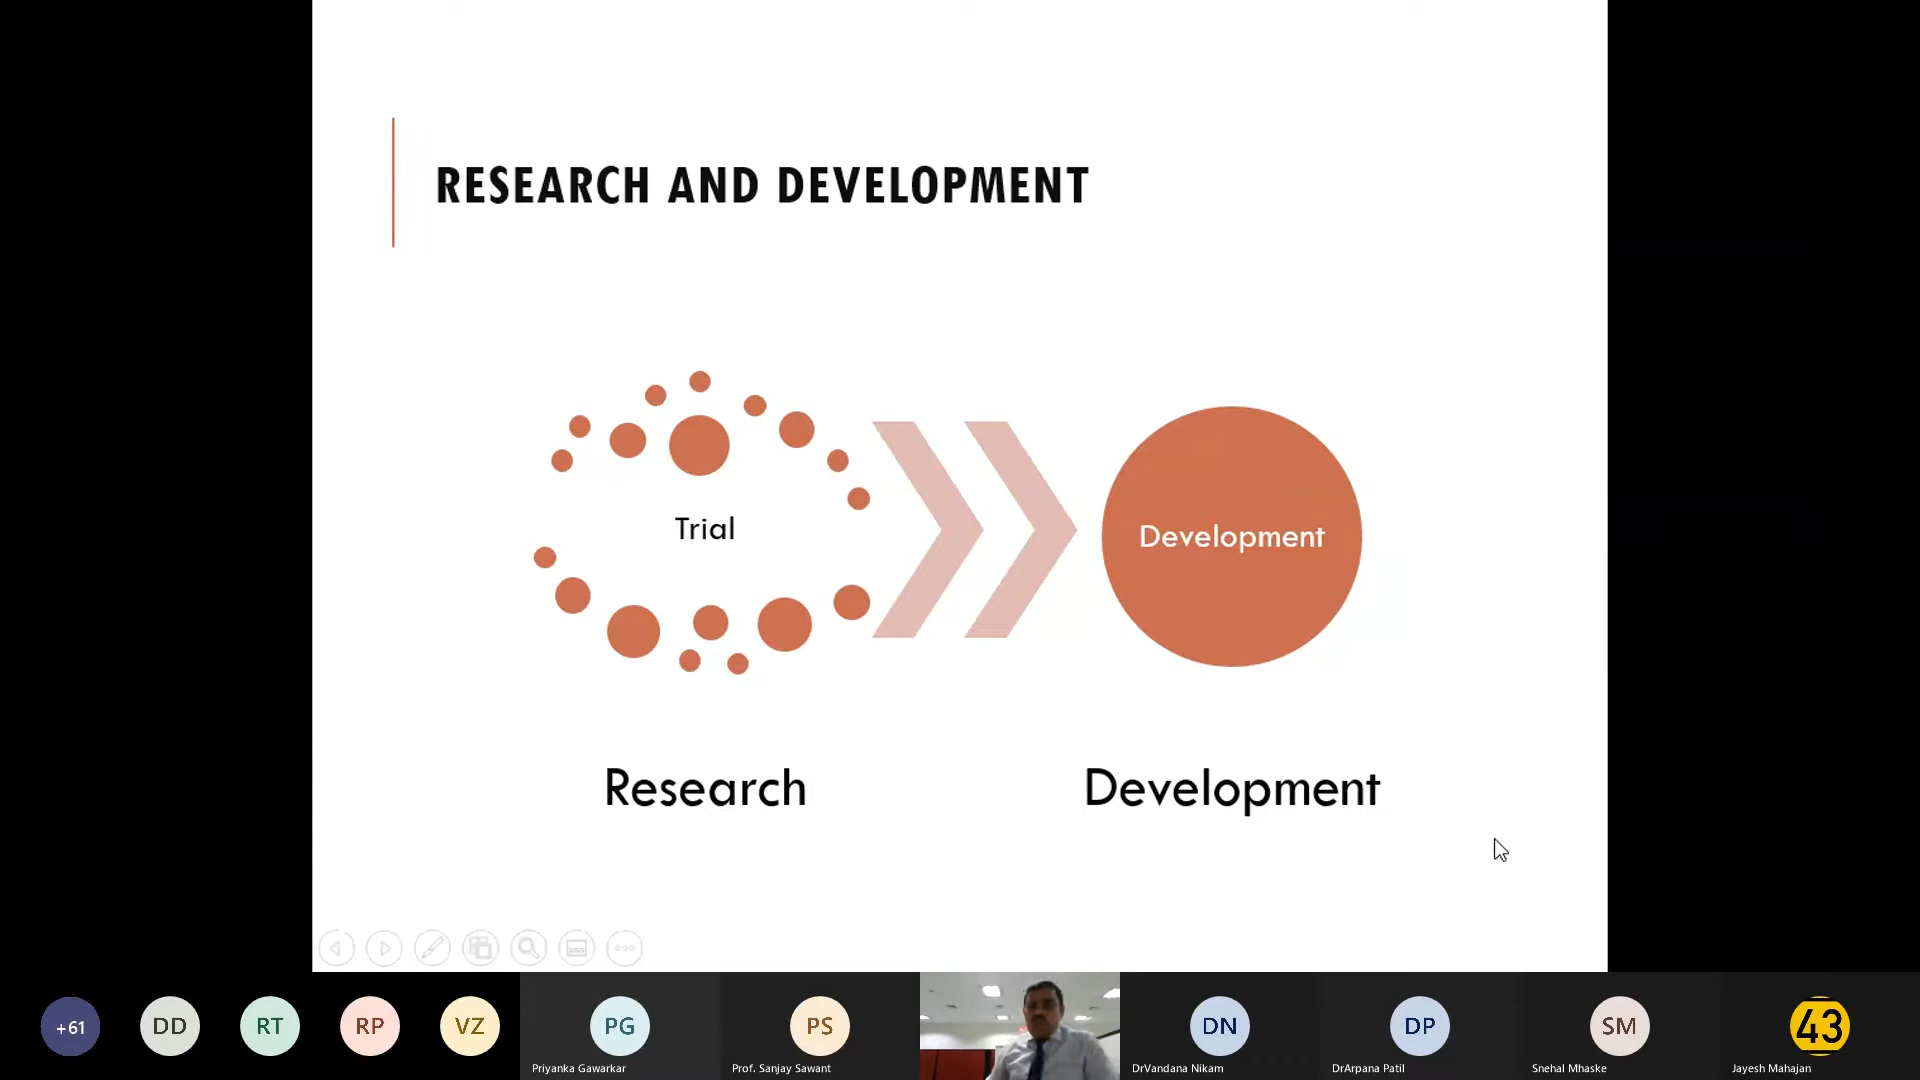 RESEARCH AND DEVELOPMENT
Trial
Development
Research
Development
+61
DD
RT
RP
VZ
PG
PS
DN
DP
SM
43
Priyanka Gawarkar
Prof. Sanjay Sawant
DrVandana Nikam
DrArpana Patil
Snehal Mhaske
Jayesh Mahajan